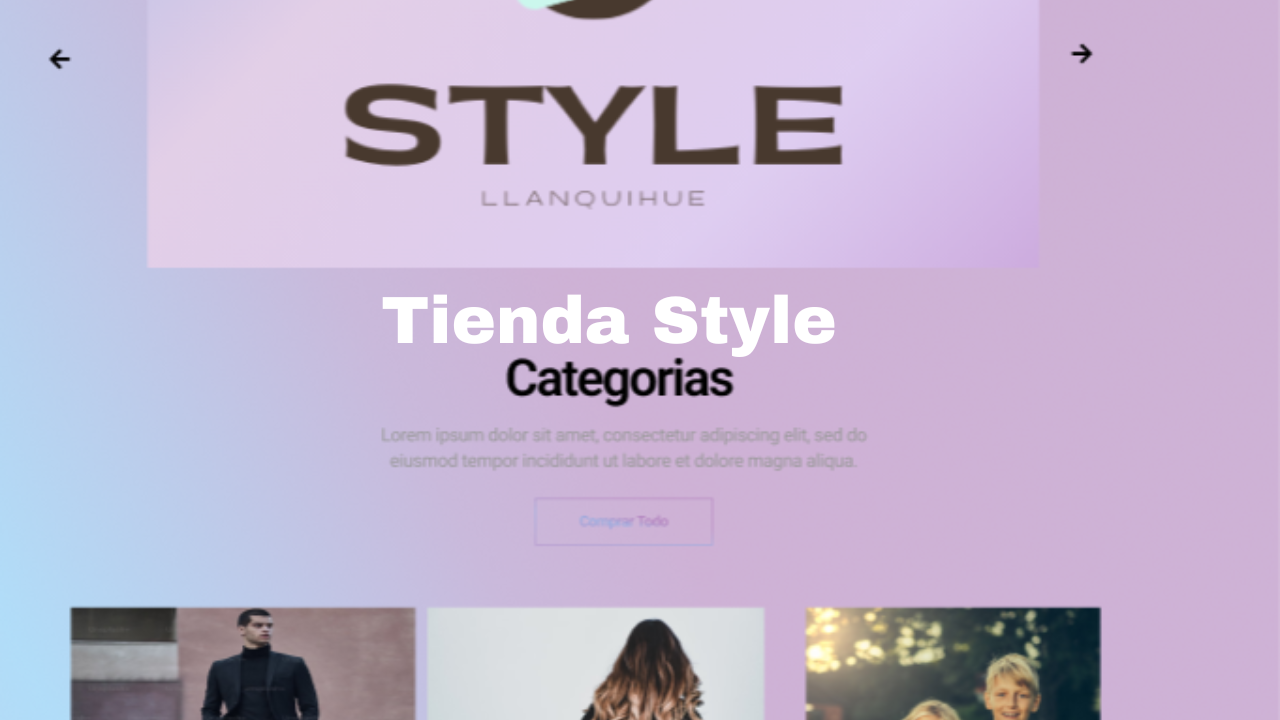 STYLE
LLANQUIHUE
Tienda Style
Categorias
Lorem ipsum dolor sit amet, consectetur adipiscing elit, sed do
eiusmod tempor incididunt ut labore et dolore magna aliqua.
Comprar Todo